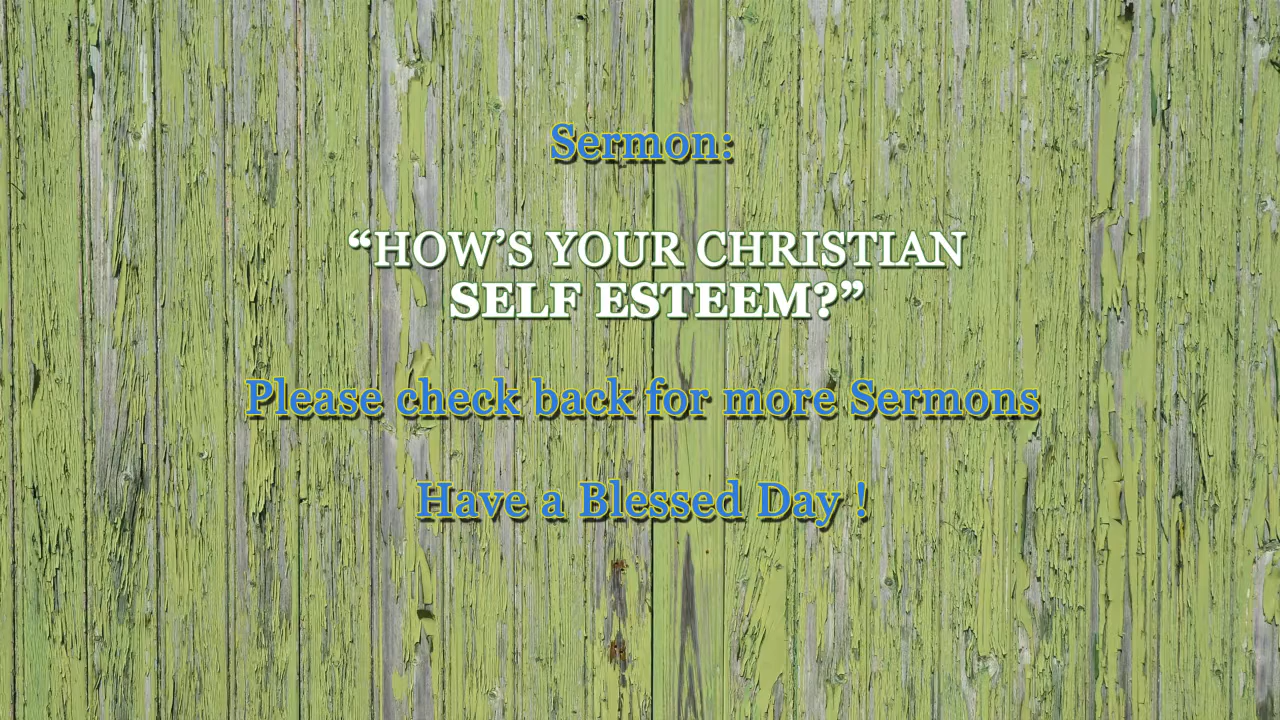 Sermon:
“HOW’S YOUR CHRISTIAN
SELF ESTEEM?”
Please check back for more Sermons
Have a Blessed Day !